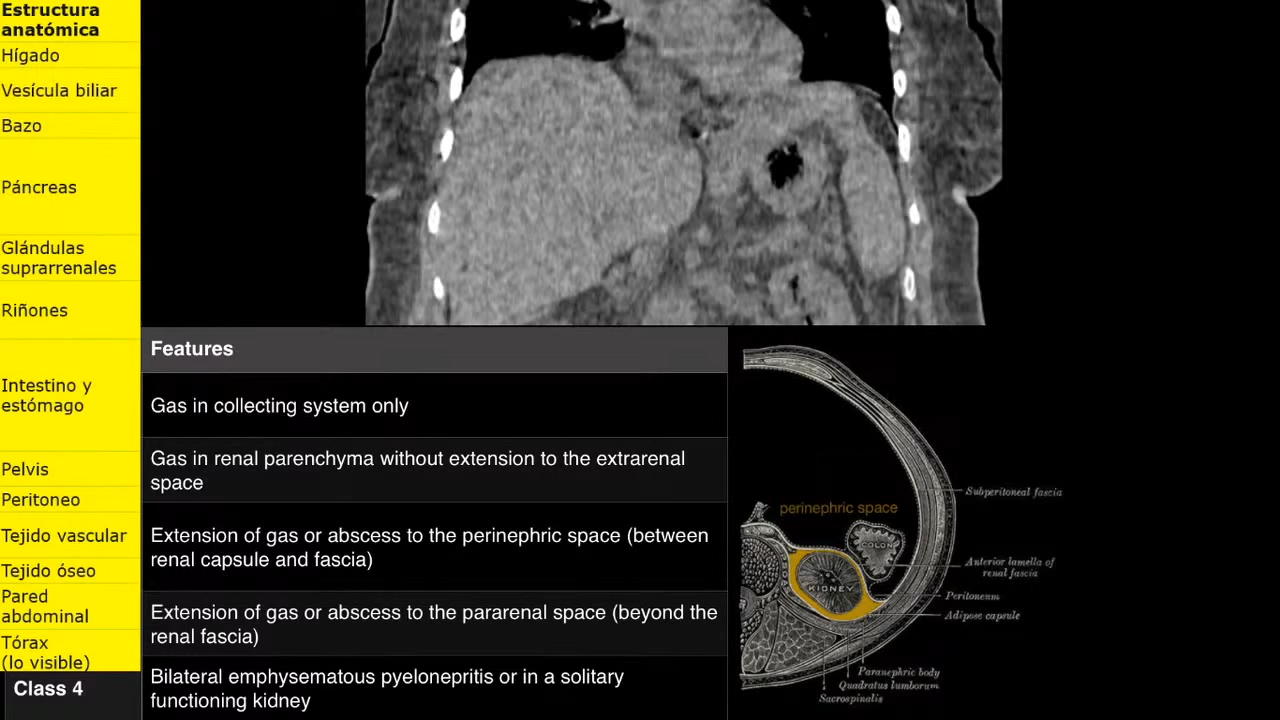 Estructura
anatómica
Hígado
Vesícula biliar
Bazo
Páncreas
Glándulas
suprarrenales
Riñones
Intestino y
estómago
Pelvis
Peritoneo
Tejido vascular
Tejido óseo
Pared
abdominal
Tórax
(lo visible)
Class 4
Features
Gas in collecting system only
Gas in renal parenchyma without extension to the extrarenal
space
Extension of gas or abscess to the perinephric space (between
renal capsule and fascia)
Extension of gas or abscess to the pararenal space (beyond the
renal fascia)
Bilateral emphysematous pyelonepritis or in a solitary
functioning kidney
perinephric space
Subperitoneal fascia
COLON
Anterior lamella of
renal fascia
KIDNEY
Peritoneum
Adipose capsule
Paranephric body
Quadratus lumborum
Sacrospinalis